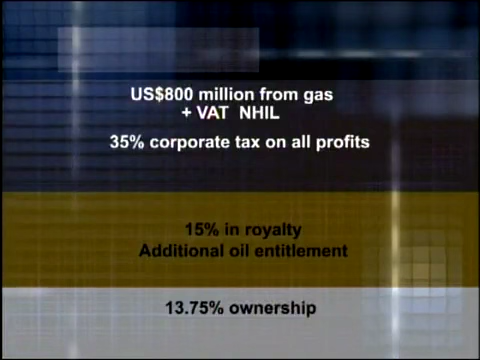 US$800 million from gas
+ VAT NHIL
35% corporate tax on all profits
15% in royalty
Additional oil entitlement
13.75% ownership